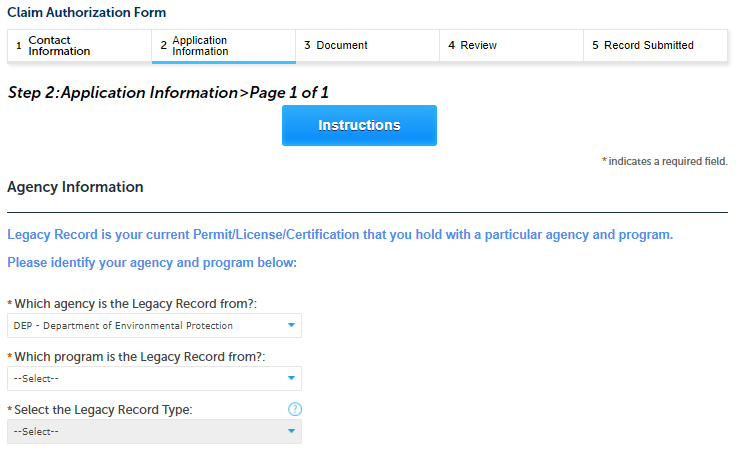 Claim Authorization Form
1 Contact Information
2 Application Information
3 Document
4 Review
5 Record Submitted
Step 2:Application Information>Page 1 of 1
Instructions
*indicates a required field.
Agency Information
Legacy Record is your current Permit/License/Certification that you hold with a particular agency and program.
Please identify your agency and program below:
*Which agency is the Legacy Record from?:
DEP - Department of Environmental Protection
*Which program is the Legacy Record from?:
--Select--
*Select the Legacy Record Type: ?
--Select--